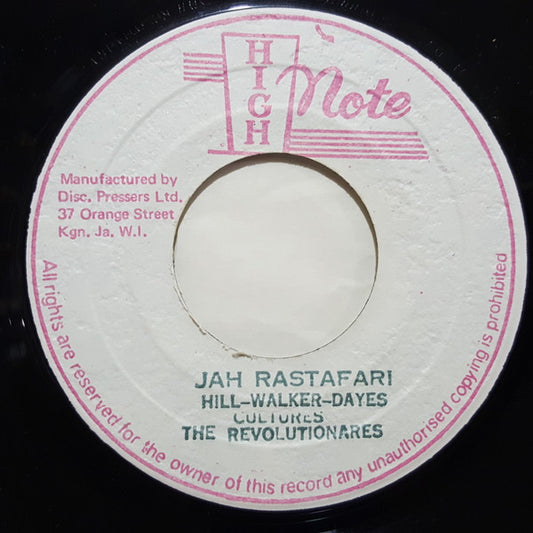 HIGH Note
Manufactured by
Disc. Pressers Ltd.
37 Orange Street
Kgn. Ja. W.I.
JAH RASTAFARI
HILL-WALKER-DAYES
CULTURES
THE REVOLUTIONARES
All rights are reserved for the owner of this record any unauthorised copying is prohibited